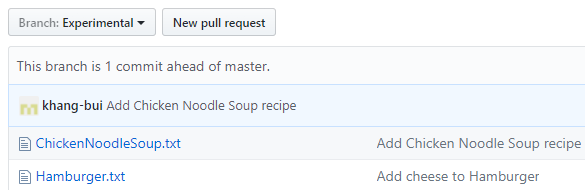 Branch: Experimental New pull request
This branch is 1 commit ahead of master.
khang-bui Add Chicken Noodle Soup recipe
ChickenNoodleSoup.txt Add Chicken Noodle Soup recipe
Hamburger.txt Add cheese to Hamburger